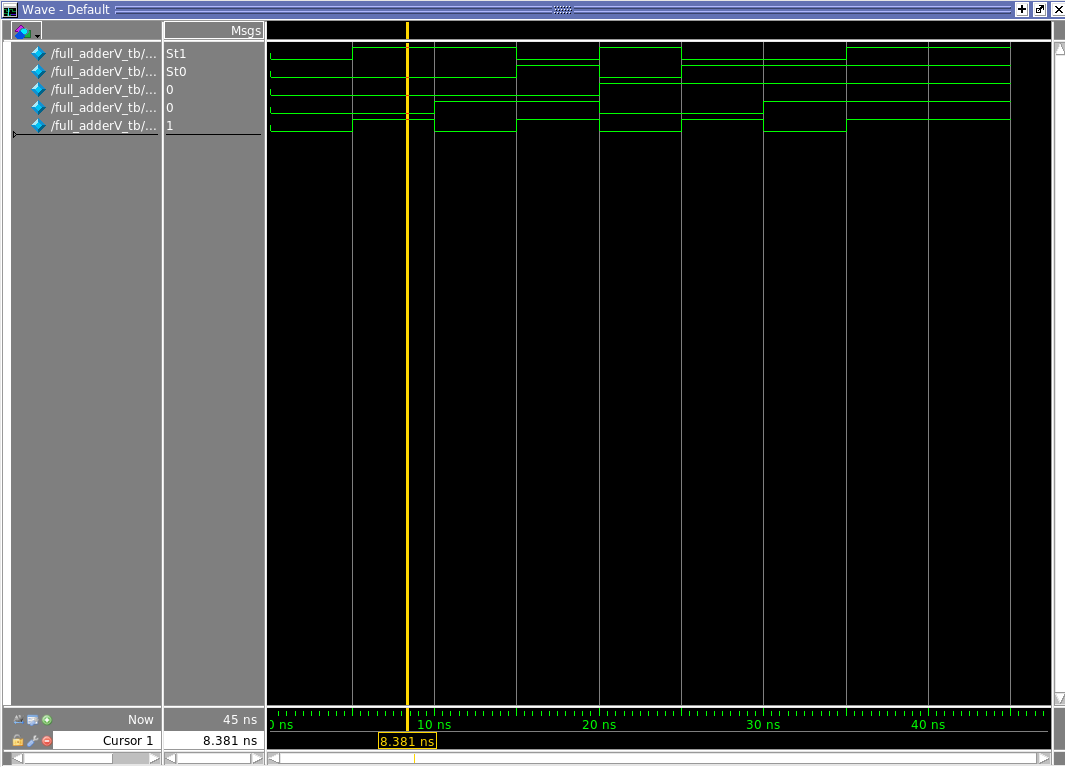 Wave - Default
Msgs
/full_adderV_tb/... St1
/full_adderV_tb/... St0
/full_adderV_tb/... 0
/full_adderV_tb/... 0
/full_adderV_tb/... 1
Now 45 ns 0 ns 10 ns 20 ns 30 ns 40 ns
Cursor 1 8.381 ns 8.381 ns